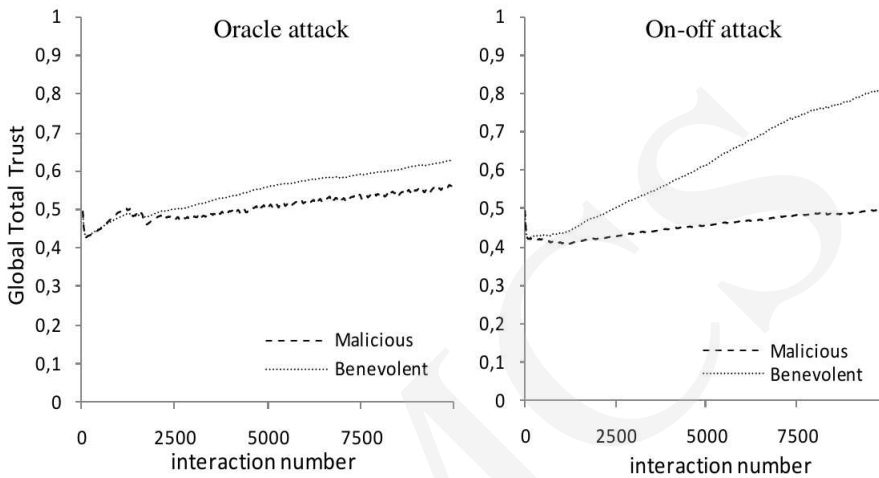 Oracle attack
Global Total Trust
1
0,9
0,8
0,7
0,6
0,5
0,4
0,3
0,2
0,1
0
Malicious
Benevolent
0 2500 5000 7500
interaction number
On-off attack
1
0,9
0,8
0,7
0,6
0,5
0,4
0,3
0,2
0,1
0
Malicious
Benevolent
0 2500 5000 7500
interaction number
MCS